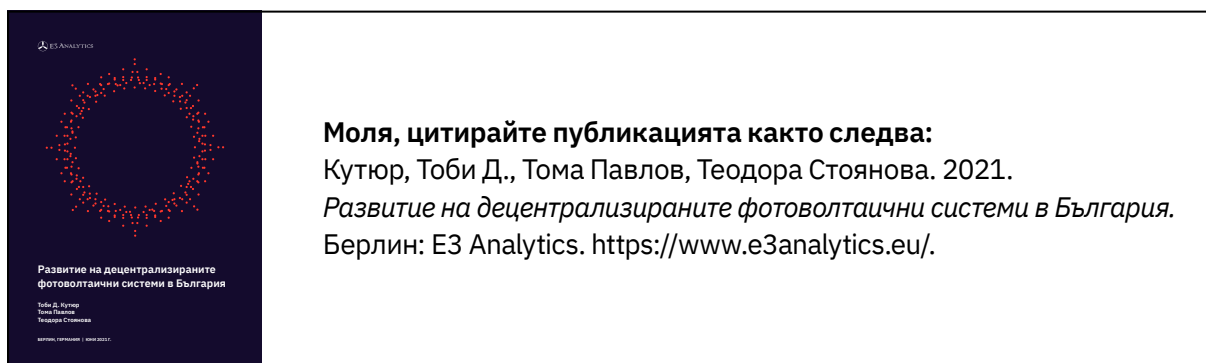 E3 ANALYTICS
Развитие на децентрализираните
фотоволтаични системи в България
Тоби Д. Кутюр
Тома Павлов
Теодора Стоянова
БЕРЛИН, ГЕРМАНИЯ | ЮНИ 2021 Г.
Моля, цитирайте публикацията както следва:
Кутюр, Тоби Д., Тома Павлов, Теодора Стоянова. 2021.
Развитие на децентрализираните фотоволтаични системи в България.
Берлин: E3 Analytics. https://www.e3analytics.eu/.